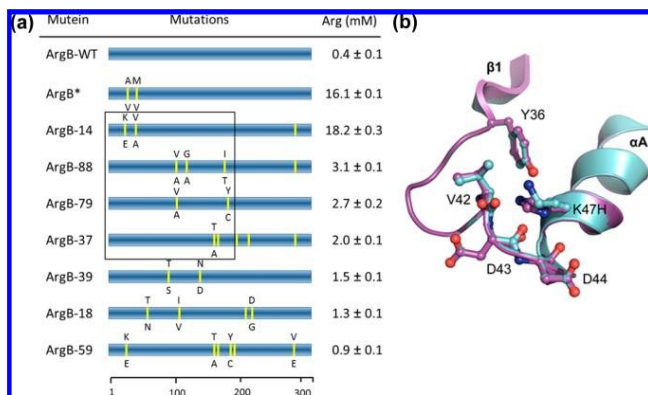 (a)
Mutein Mutations Arg (mM)
ArgB-WT 0.4 ± 0.1
A M
ArgB* 16.1 ± 0.1
V V
K V
ArgB-14 18.2 ± 0.3
E A
V G I
ArgB-88 3.1 ± 0.1
A A T
V Y
ArgB-79 2.7 ± 0.2
A C
T
ArgB-37 2.0 ± 0.1
A
T N
ArgB-39 1.5 ± 0.1
S D
T I D
ArgB-18 1.3 ± 0.1
N V G
K T Y V
ArgB-59 0.9 ± 0.1
E A C E
1 100 200 300
(b)
β1
Y36
αA
V42
K47H
D43
D44